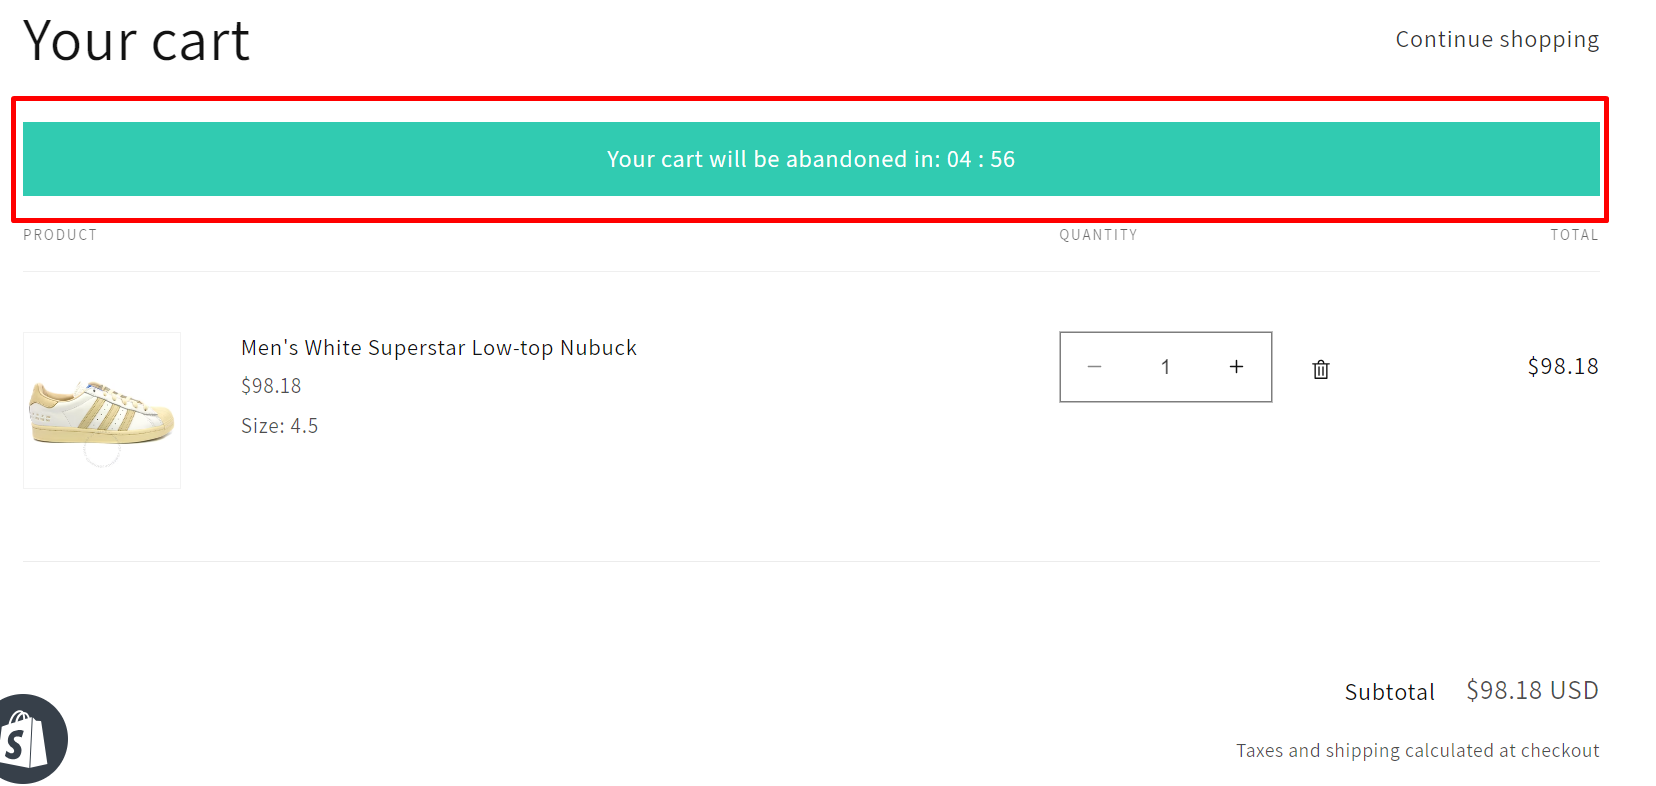 Your cart
Continue shopping
Your cart will be abandoned in: 04 : 56
PRODUCT QUANTITY TOTAL
Men's White Superstar Low-top Nubuck
$98.18
Size: 4.5
1
$98.18
Subtotal $98.18 USD
Taxes and shipping calculated at checkout
S